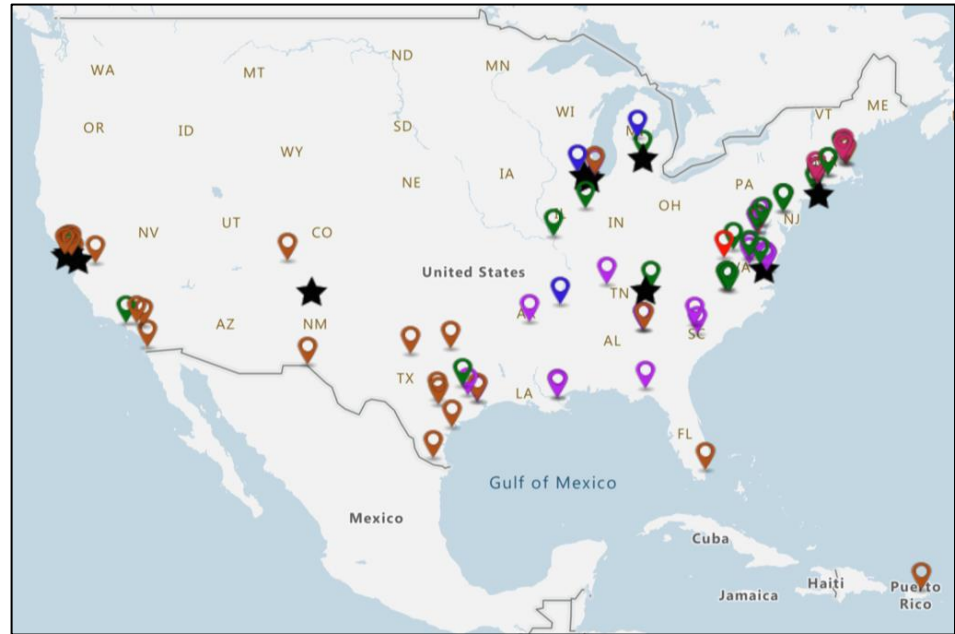 ND
MN
WA
MT
ME
WI
VT
OR
ID
SD
WY
NE
IA
PA
OH
IN
NJ
NV
UT
CO
United States
TN
AZ
NM
SC
AL
TX
LA
FL
Gulf of Mexico
Mexico
Cuba
Haiti
Jamaica
Puerto
Rico